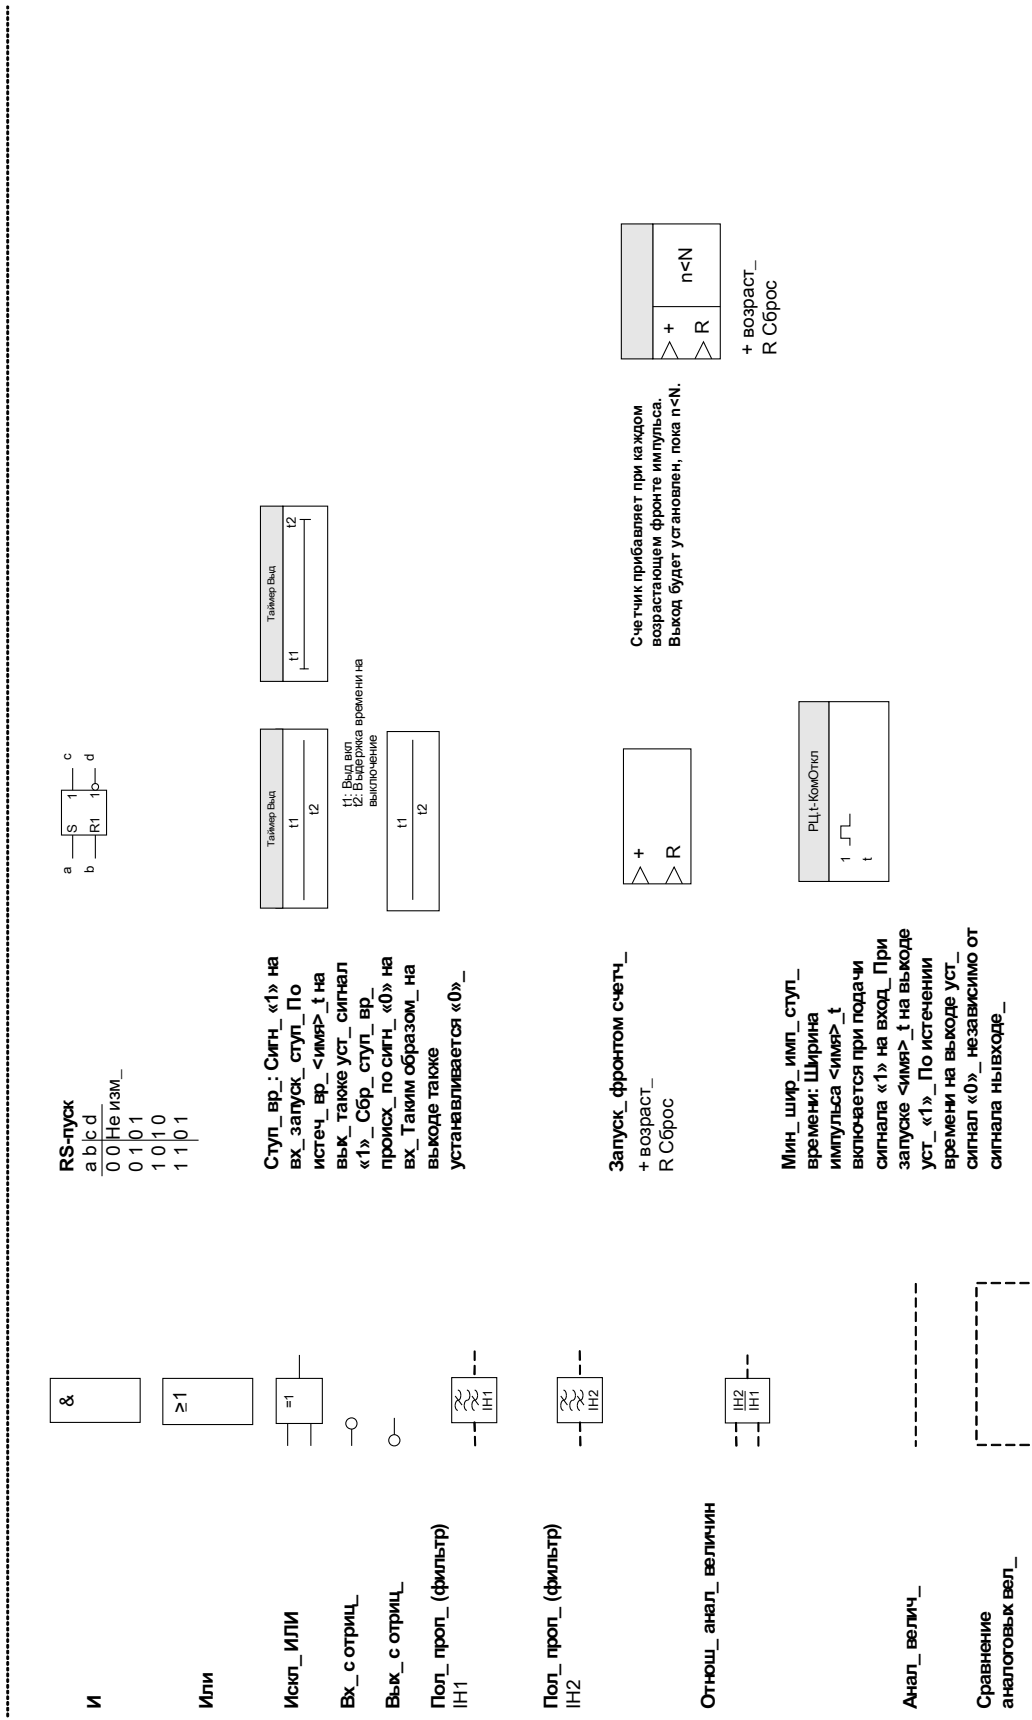 И
&
Или
≥1
Искл_ ИЛИ
=1
Вх_ с отриц_
Вых_ с отриц_
Пол_ проп_ (фильтр)
IH1
IH1
Пол_ проп_ (фильтр)
IH2
IH2
Отнош_ анал_ величин
IH2
IH1
Анал_ велич_
Сравнение
аналоговых вел_
RS-пуск
a b c d
0 0 Не изм_
0 1 0 1
1 0 1 0
1 1 0 1
a
b
S 1
R1 1
c
d
Ступ_ вр_: Сигн_ «1» на
вх_ запуск_ ступ_ По
истеч_ вр_ <имя>_t на
вых_ также уст_ сигнал
«1»_ Сбр_ ступ_ вр_
происх_ по сигн_ «0» на
вх_ Таким образом_ на
выходе также
устанавливается «0»_
Таймер Выд
t1
t2
Таймер Выд
t1
t2
t1: Выд вкл
t2: Выдержка времени на
выключение
t1
t2
Запуск_ фронтом счетч_
+ возраст_
R Сброс
+
R
Счетчик прибавляет при каждом
возрастающем фронте импульса.
Выход будет установлен, пока n<N.
+
R
n<N
+ возраст_
R Сброс
Мин_ шир_ имп_ ступ_
времени: Ширина
импульса <имя>_t
включается при подачи
сигнала «1» на вход_ При
запуске <имя>_t на выходе
уст_ «1»_ По истечении
времени на выходе уст_
сигнал «0»_ независимо от
сигнала ны входе_
РЦ.t-КомОткл
1
t